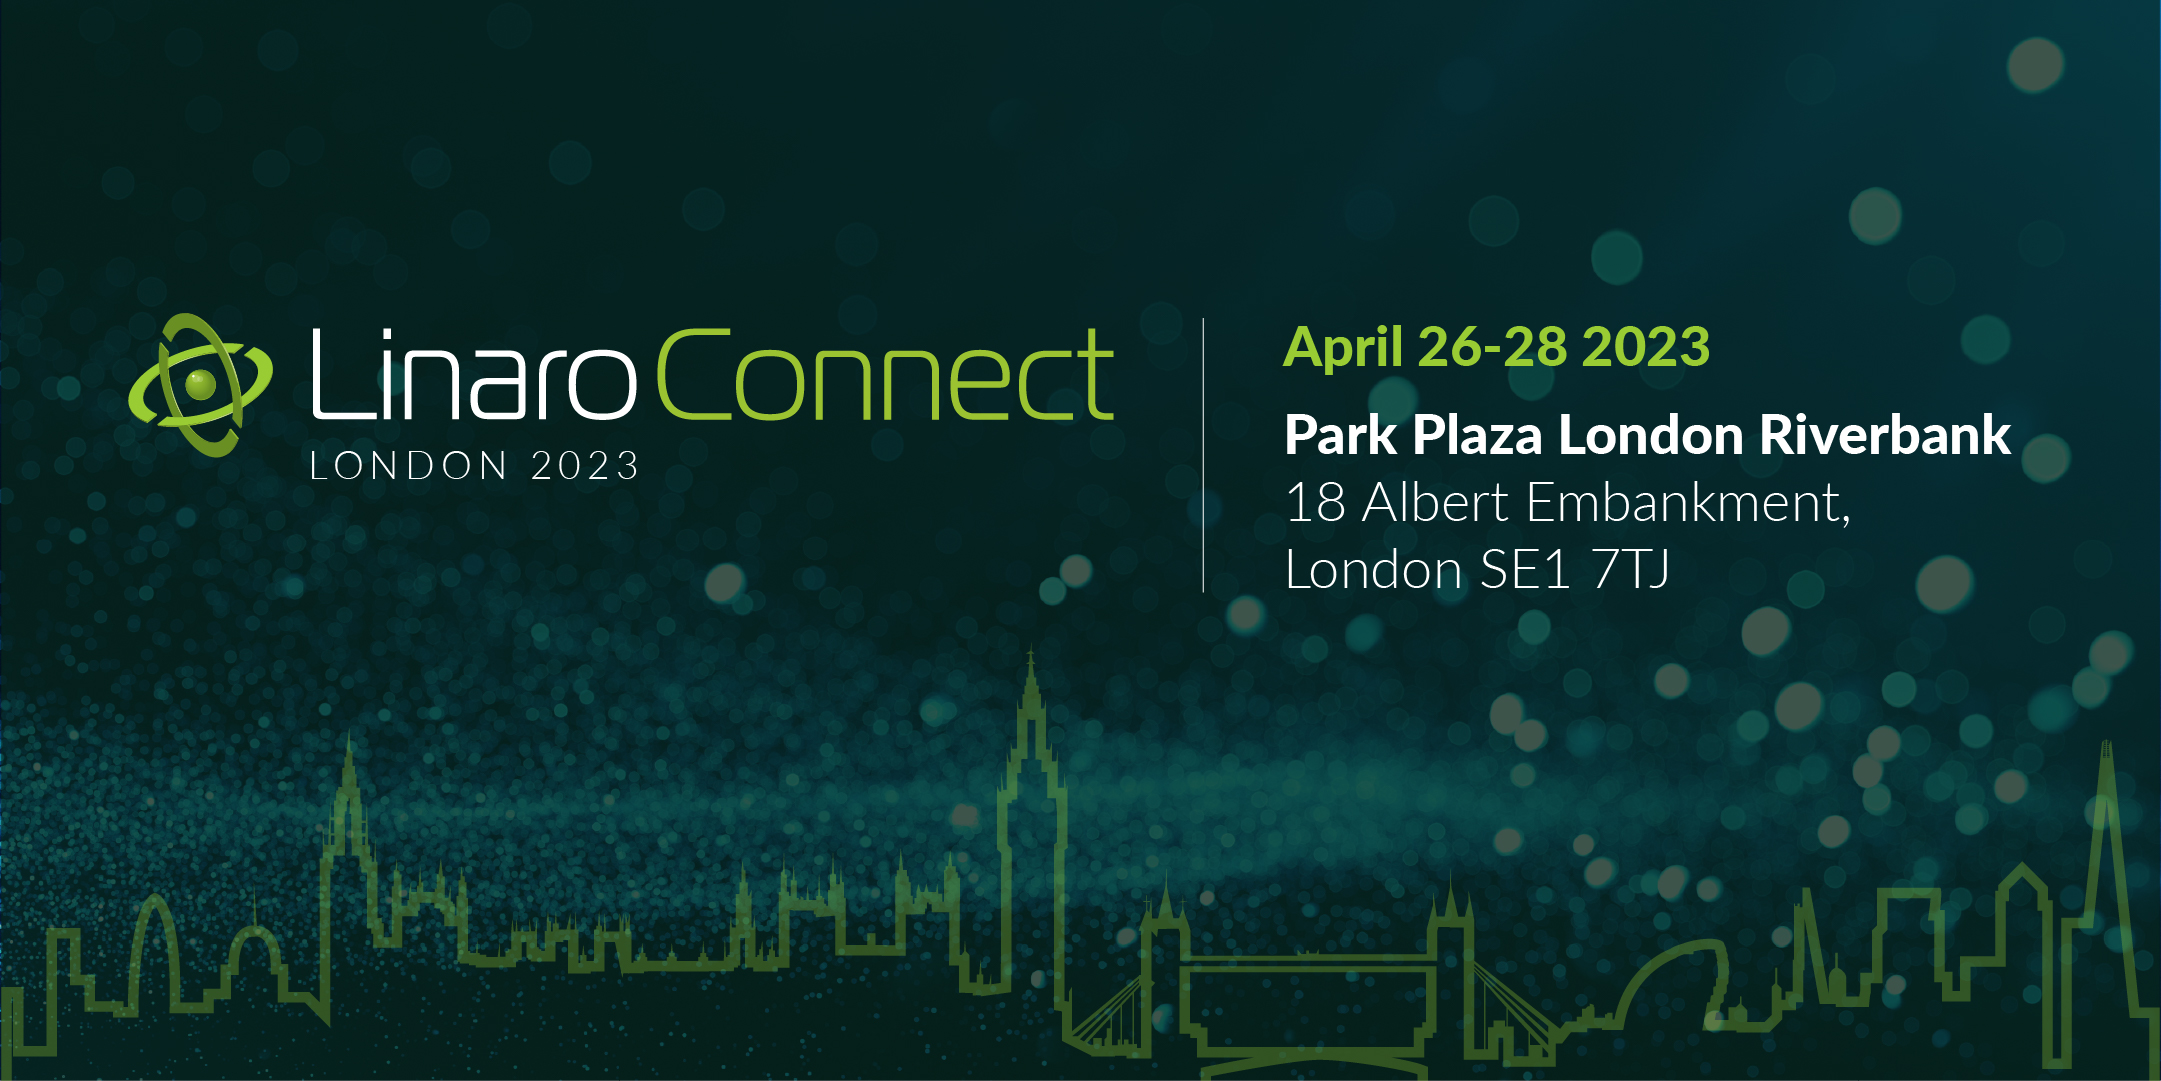 Linaro Connect
LONDON 2023
April 26-28 2023
Park Plaza London Riverbank
18 Albert Embankment,
London SE1 7TJ